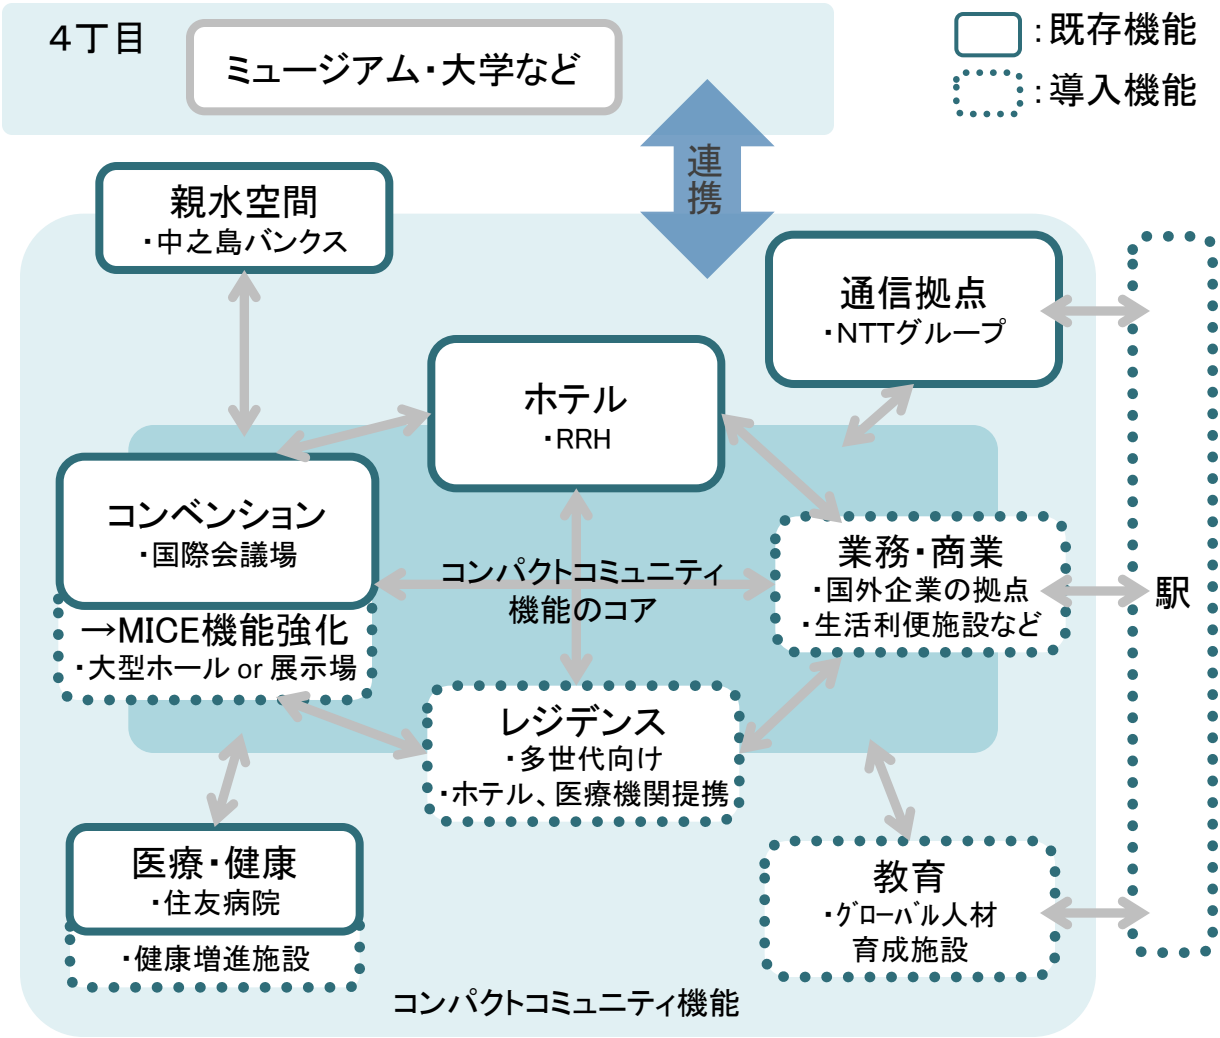 4丁目
ミュージアム・大学など
：既存機能
：導入機能
連携
親水空間
・中之島バンクス
通信拠点
・NTTグループ
ホテル
・RRH
コンベンション
・国際会議場
→MICE機能強化
・大型ホール or 展示場
コンパクトコミュニティ
機能のコア
業務・商業
・国外企業の拠点
・生活利便施設など
駅
レジデンス
・多世代向け
・ホテル、医療機関提携
医療・健康
・住友病院
・健康増進施設
教育
・グローバル人材
育成施設
コンパクトコミュニティ機能